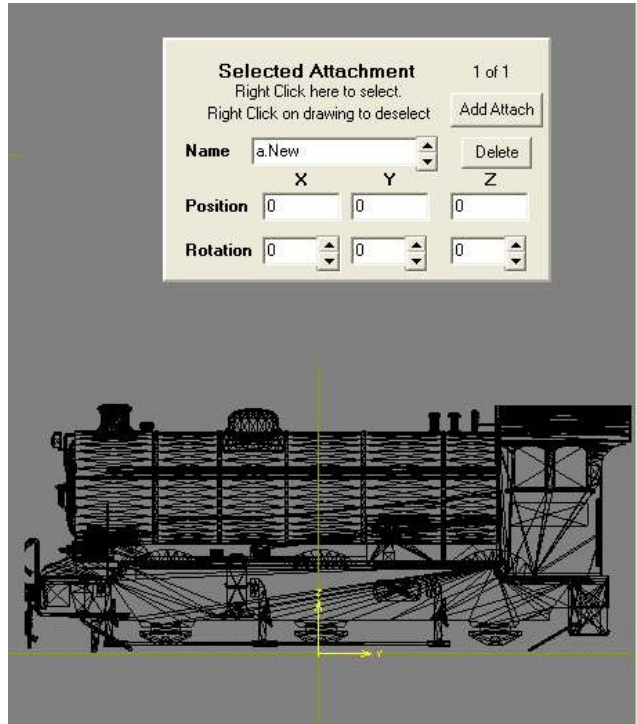 Selected Attachment 1 of 1
Right Click here to select.
Right Click on drawing to deselect Add Attach
Name a.New Delete
X Y Z
Position 0 0 0
Rotation 0 0 0
Z
Y